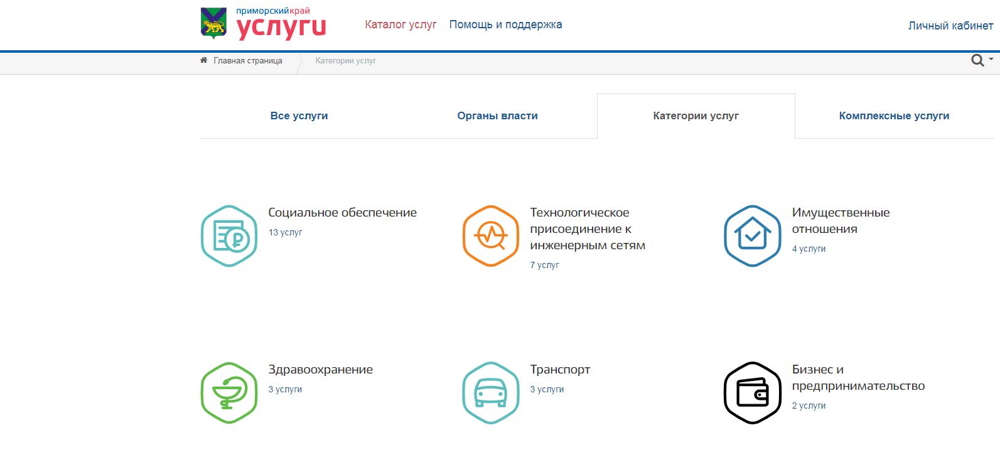 приморскийкрай
услуги
Каталог услуг
Помощь и поддержка
Личный кабинет
Главная страница
Категории услуг
Все услуги
Органы власти
Категории услуг
Комплексные услуги
Социальное обеспечение
13 услуг
Технологическое
присоединение к
инженерным сетям
7 услуг
Имущественные
отношения
4 услуги
Здравоохранение
3 услуги
Транспорт
3 услуги
Бизнес и
предпринимательство
2 услуги